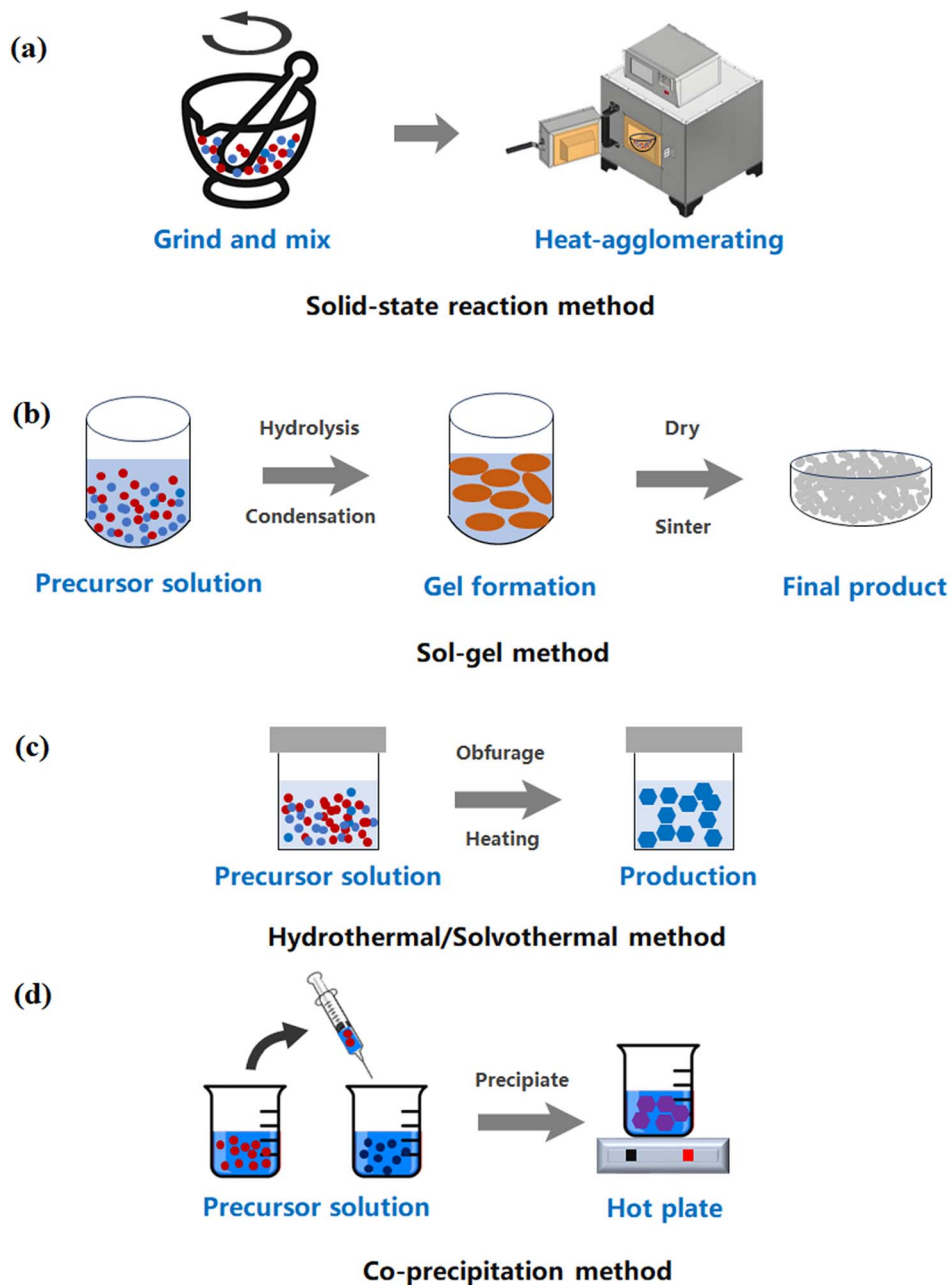 (a)
Grind and mix
Heat-agglomerating
Solid-state reaction method
(b)
Hydrolysis
Condensation
Dry
Sinter
Precursor solution
Gel formation
Final product
Sol-gel method
(c)
Obfurage
Heating
Precursor solution
Production
Hydrothermal/Solvothermal method
(d)
Precipiate
Precursor solution
Hot plate
Co-precipitation method